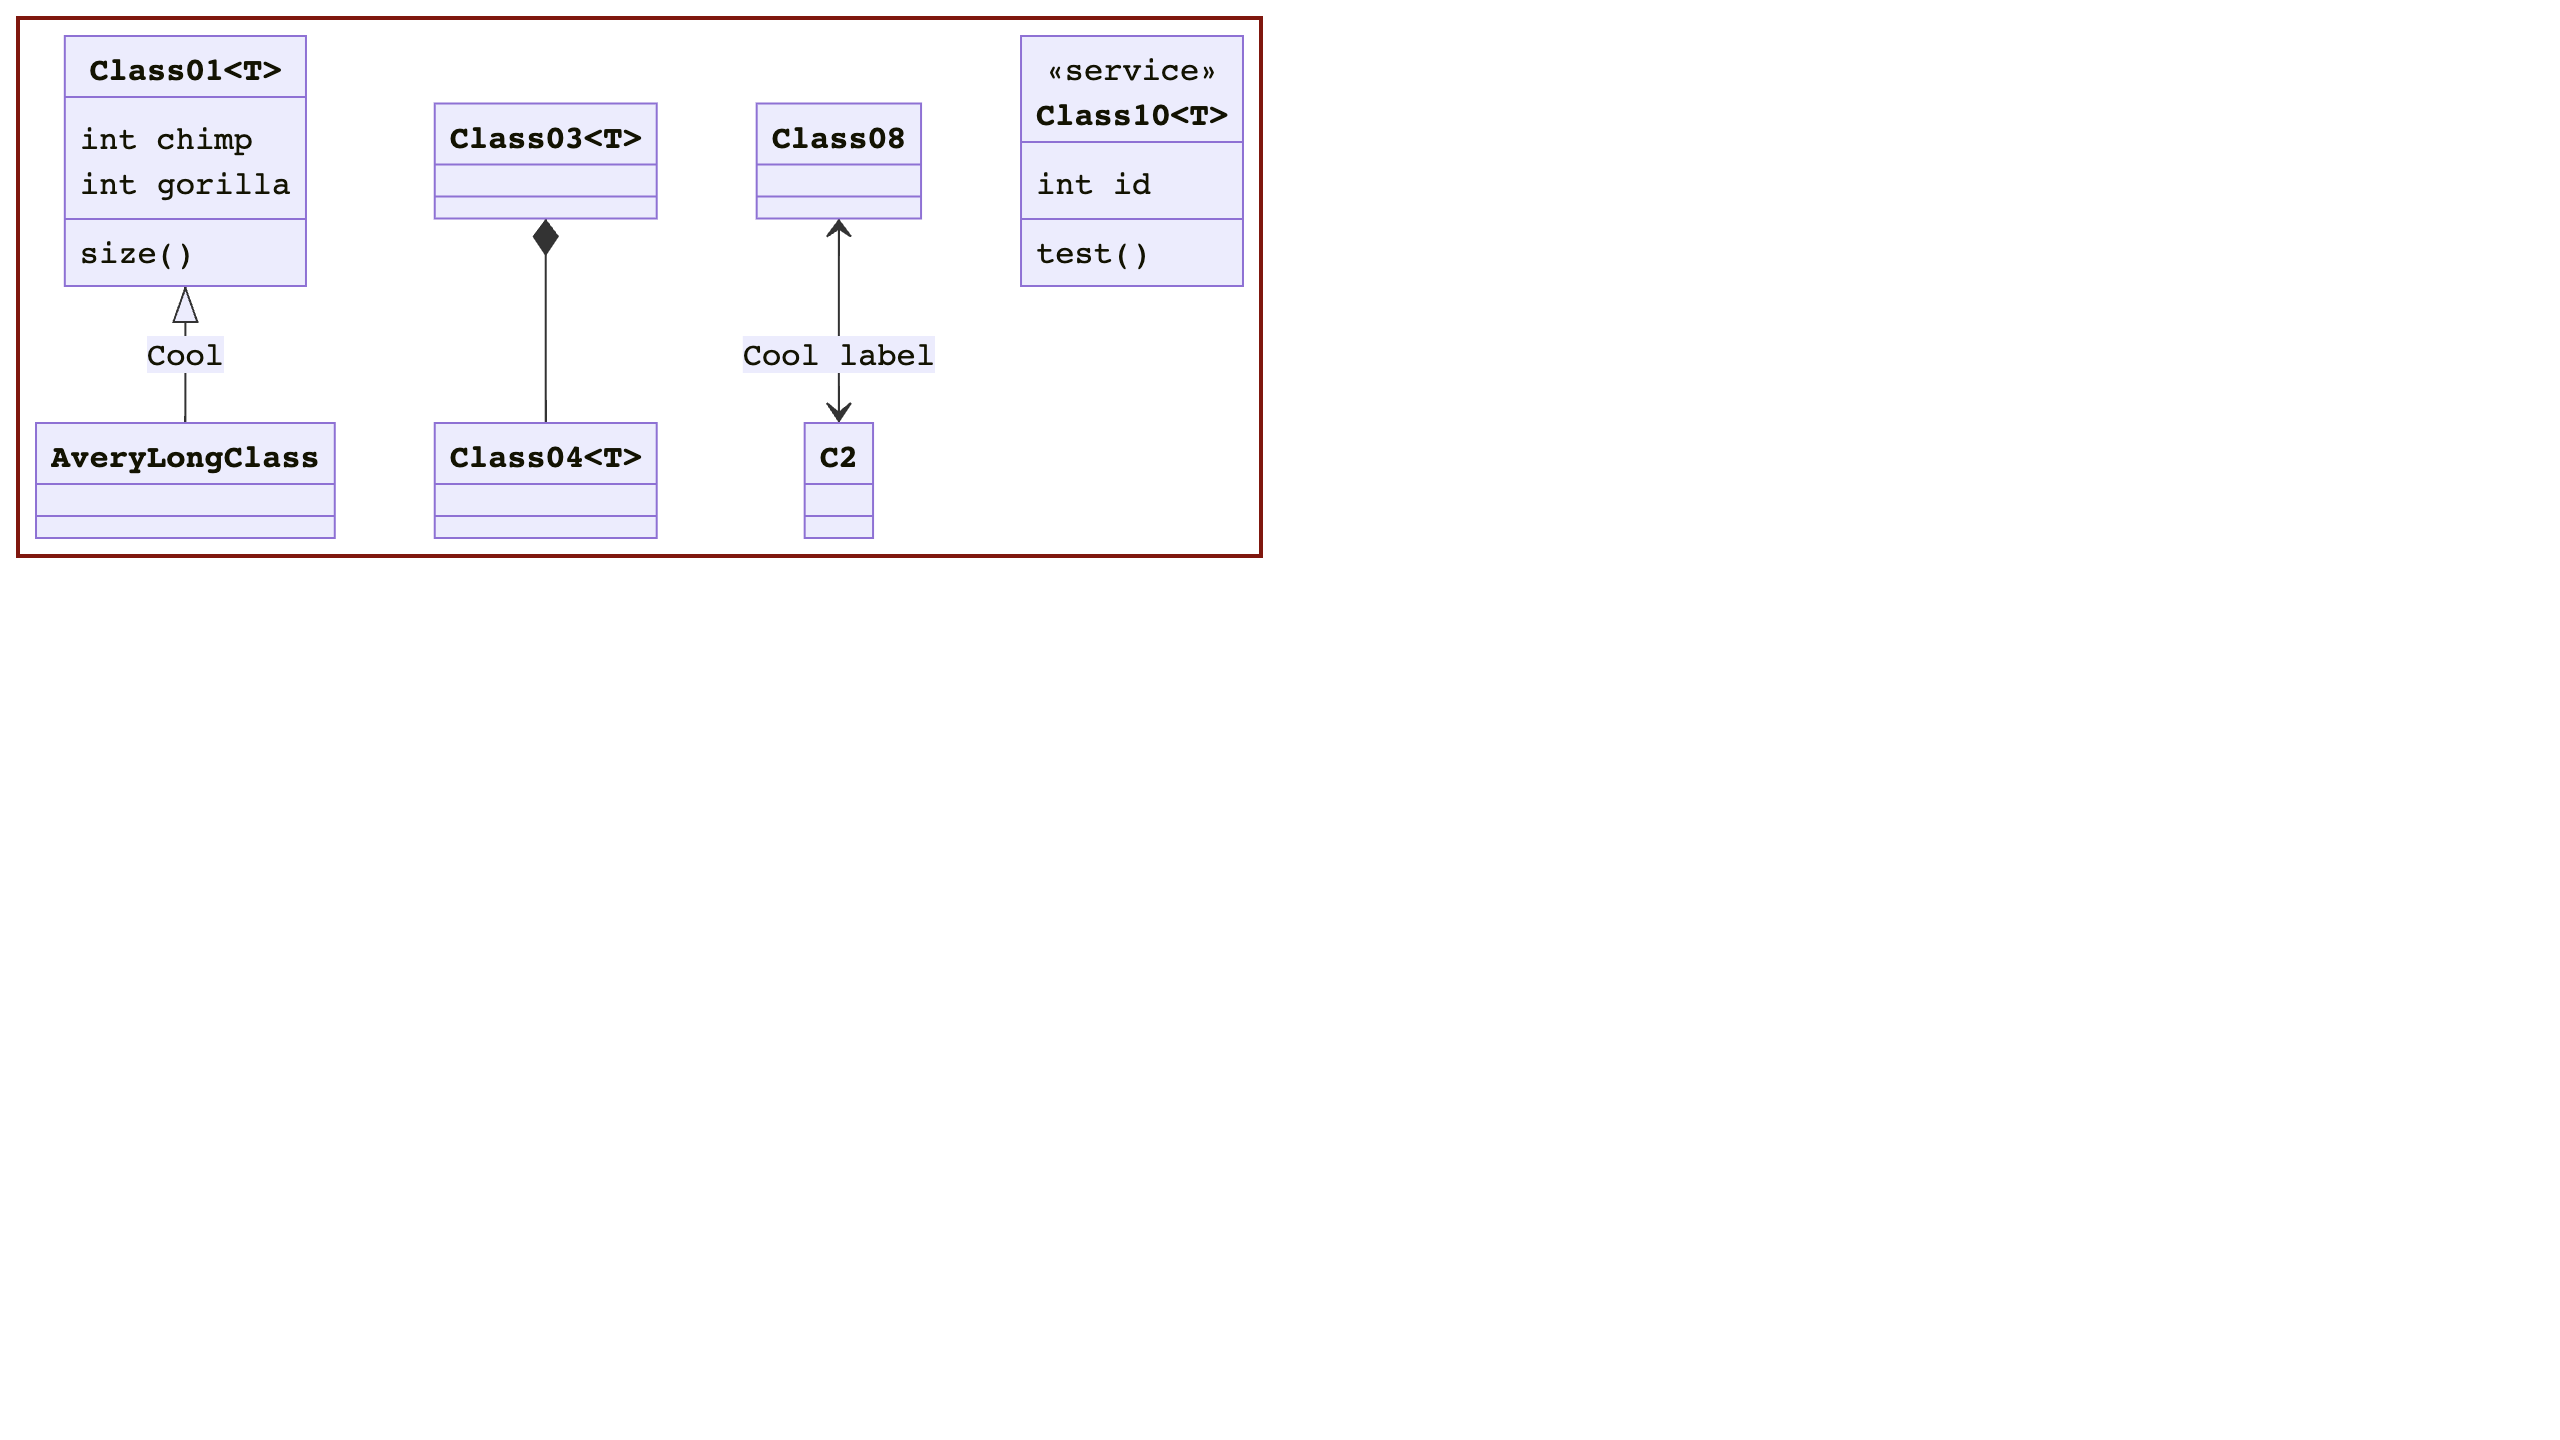 Class01<T>
int chimp
int gorilla
size()
Cool
AveryLongClass
Class03<T>
Class04<T>
Class08
Cool label
C2
«service»
Class10<T>
int id
test()